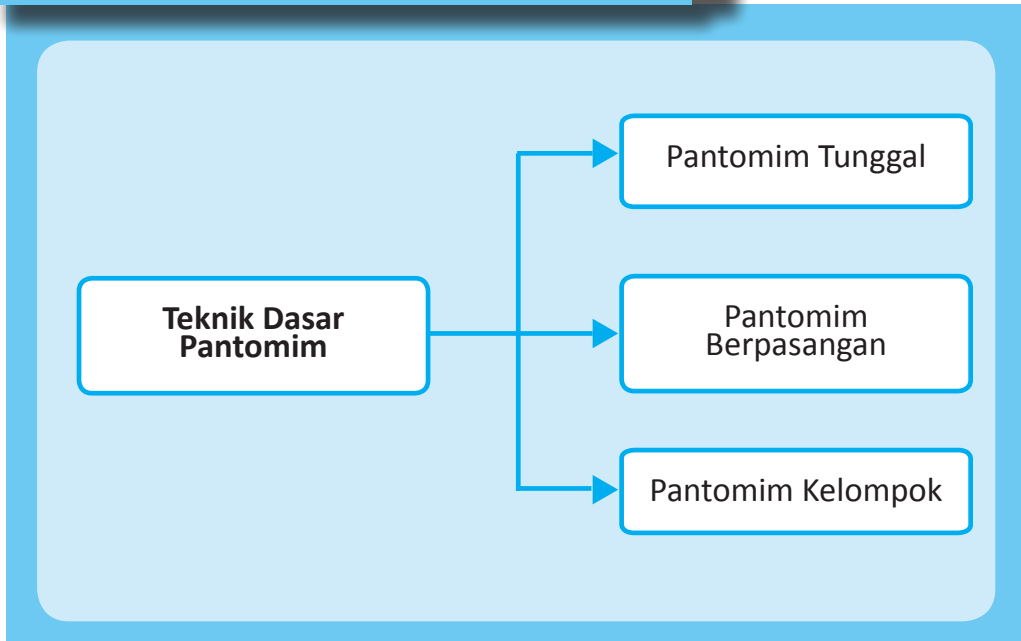 Pantomim Tunggal
Teknik Dasar
Pantomim
Pantomim
Berpasangan
Pantomim Kelompok